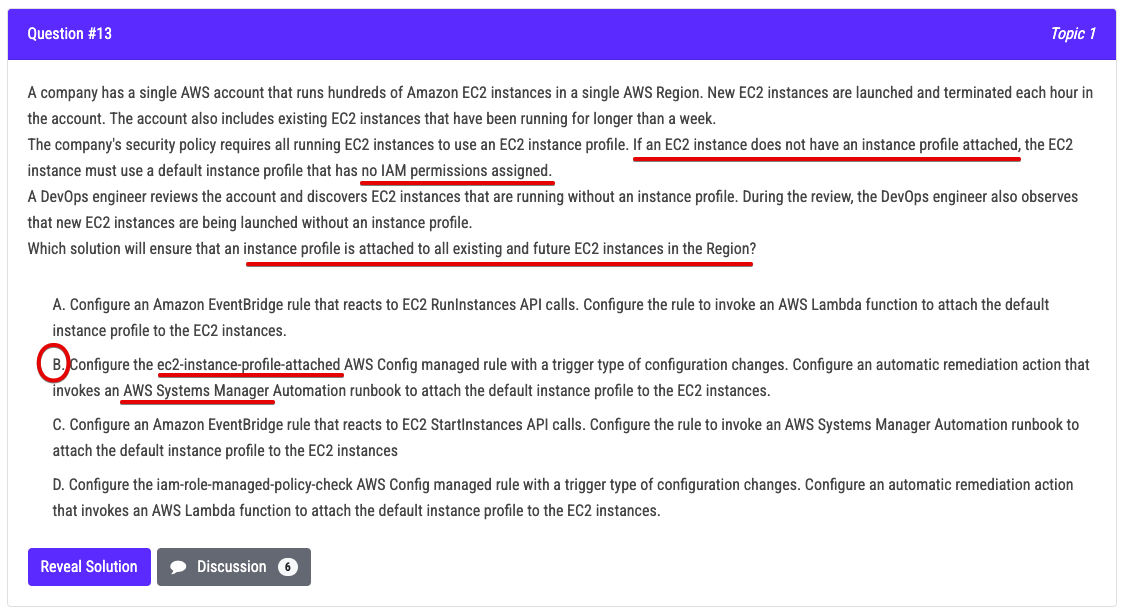 Question #13
Topic 1
A company has a single AWS account that runs hundreds of Amazon EC2 instances in a single AWS Region. New EC2 instances are launched and terminated each hour in
the account. The account also includes existing EC2 instances that have been running for longer than a week.
The company's security policy requires all running EC2 instances to use an EC2 instance profile. If an EC2 instance does not have an instance profile attached, the EC2
instance must use a default instance profile that has no IAM permissions assigned.
A DevOps engineer reviews the account and discovers EC2 instances that are running without an instance profile. During the review, the DevOps engineer also observes
that new EC2 instances are being launched without an instance profile.
Which solution will ensure that an instance profile is attached to all existing and future EC2 instances in the Region?
A. Configure an Amazon EventBridge rule that reacts to EC2 RunInstances API calls. Configure the rule to invoke an AWS Lambda function to attach the default
instance profile to the EC2 instances.
B. Configure the ec2-instance-profile-attached AWS Config managed rule with a trigger type of configuration changes. Configure an automatic remediation action that
invokes an AWS Systems Manager Automation runbook to attach the default instance profile to the EC2 instances.
C. Configure an Amazon EventBridge rule that reacts to EC2 StartInstances API calls. Configure the rule to invoke an AWS Systems Manager Automation runbook to
attach the default instance profile to the EC2 instances
D. Configure the iam-role-managed-policy-check AWS Config managed rule with a trigger type of configuration changes. Configure an automatic remediation action
that invokes an AWS Lambda function to attach the default instance profile to the EC2 instances.
Reveal Solution
Discussion 6